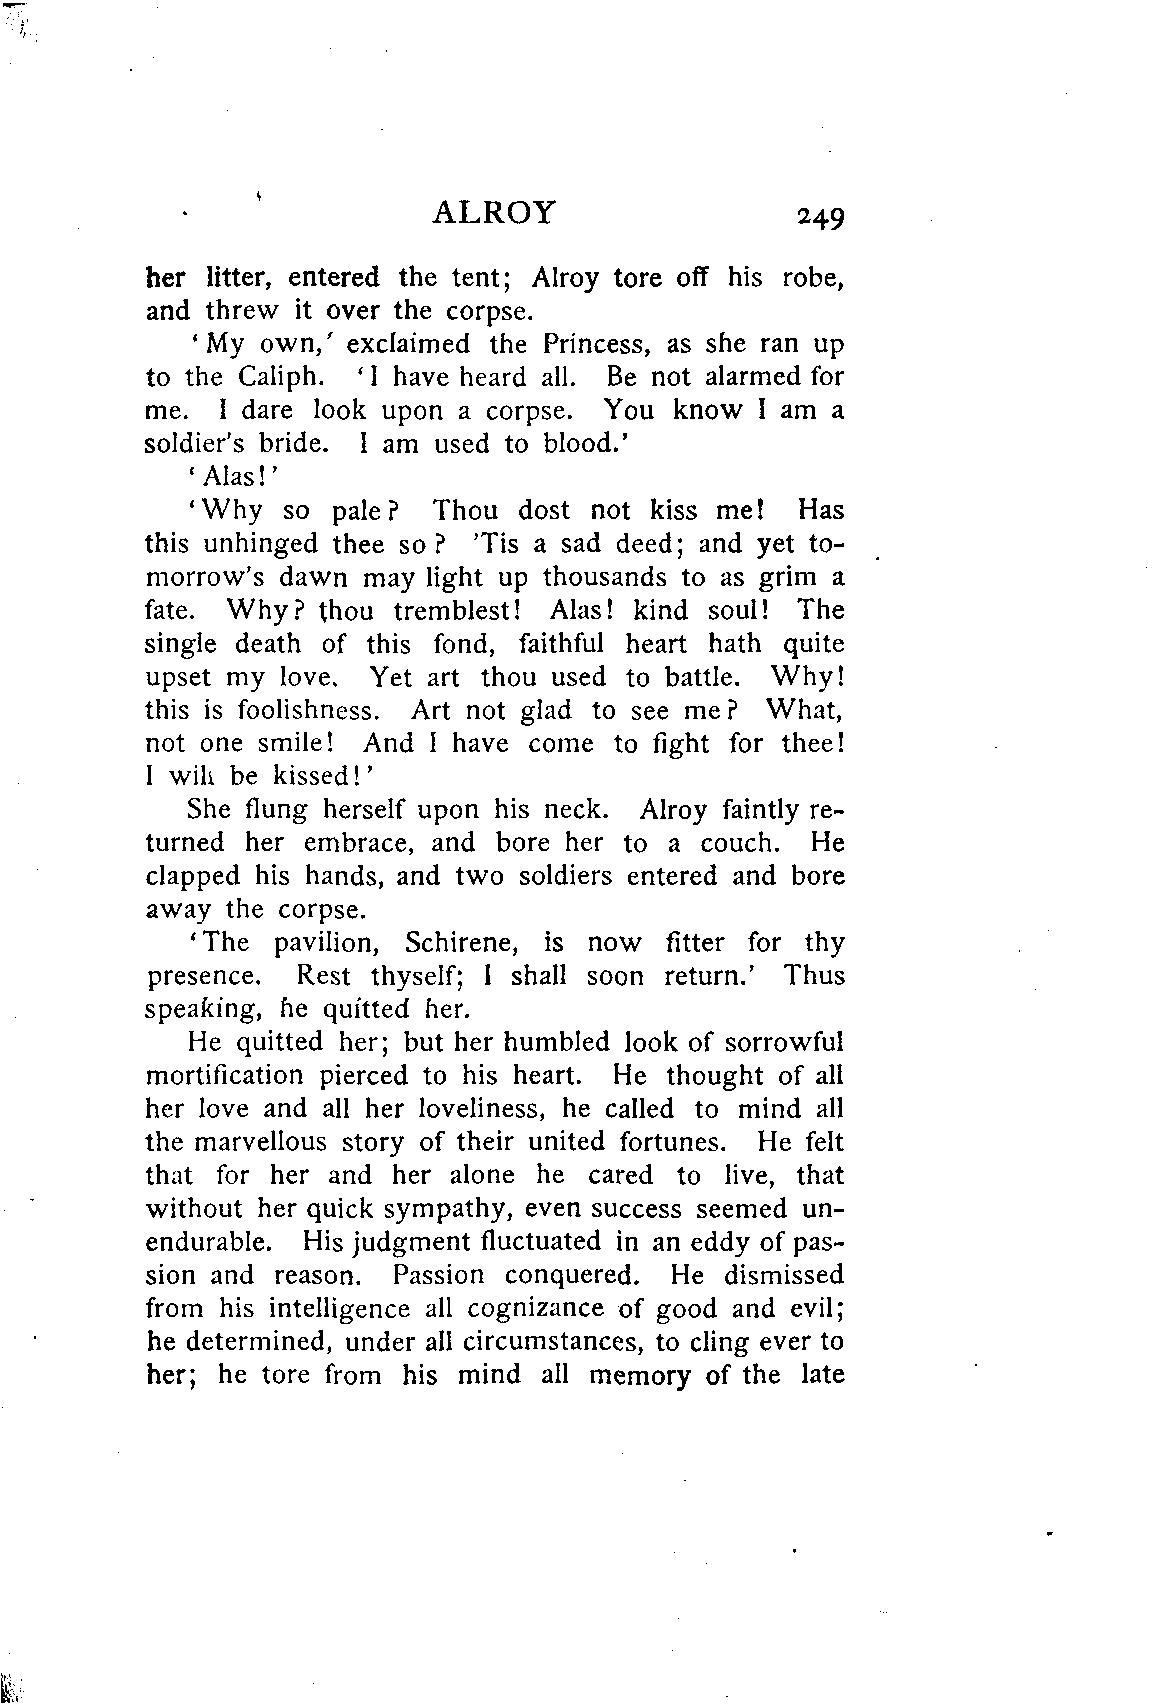 ALROY 249
her litter, entered the tent; Alroy tore off his robe,
and threw it over the corpse.
‘My own,’ exclaimed the Princess, as she ran up
to the Caliph. ‘I have heard all. Be not alarmed for
me. I dare look upon a corpse. You know I am a
soldier's bride. I am used to blood.’
‘Alas!’
‘Why so pale? Thou dost not kiss me! Has
this unhinged thee so? ’Tis a sad deed; and yet to-
morrow's dawn may light up thousands to as grim a
fate. Why? thou tremblest! Alas! kind soul! The
single death of this fond, faithful heart hath quite
upset my love. Yet art thou used to battle. Why!
this is foolishness. Art not glad to see me? What,
not one smile! And I have come to fight for thee!
I will be kissed!’
She flung herself upon his neck. Alroy faintly re-
turned her embrace, and bore her to a couch. He
clapped his hands, and two soldiers entered and bore
away the corpse.
‘The pavilion, Schirene, is now fitter for thy
presence. Rest thyself; I shall soon return.’ Thus
speaking, he quitted her.
He quitted her; but her humbled look of sorrowful
mortification pierced to his heart. He thought of all
her love and all her loveliness, he called to mind all
the marvellous story of their united fortunes. He felt
that for her and her alone he cared to live, that
without her quick sympathy, even success seemed un-
endurable. His judgment fluctuated in an eddy of pas-
sion and reason. Passion conquered. He dismissed
from his intelligence all cognizance of good and evil;
he determined, under all circumstances, to cling ever to
her; he tore from his mind all memory of the late